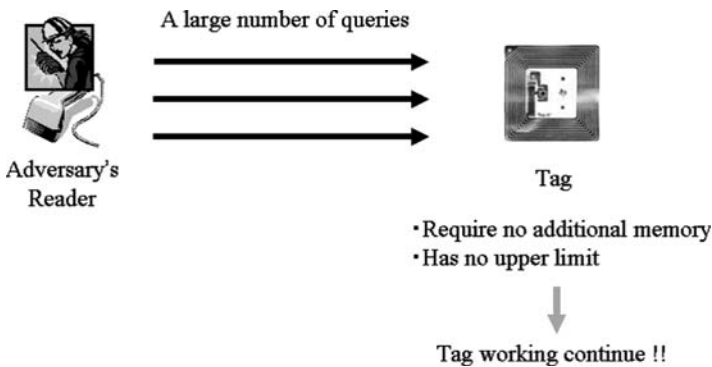 A large number of queries
Adversary's
Reader
Tag
・Require no additional memory
・Has no upper limit
Tag working continue !!